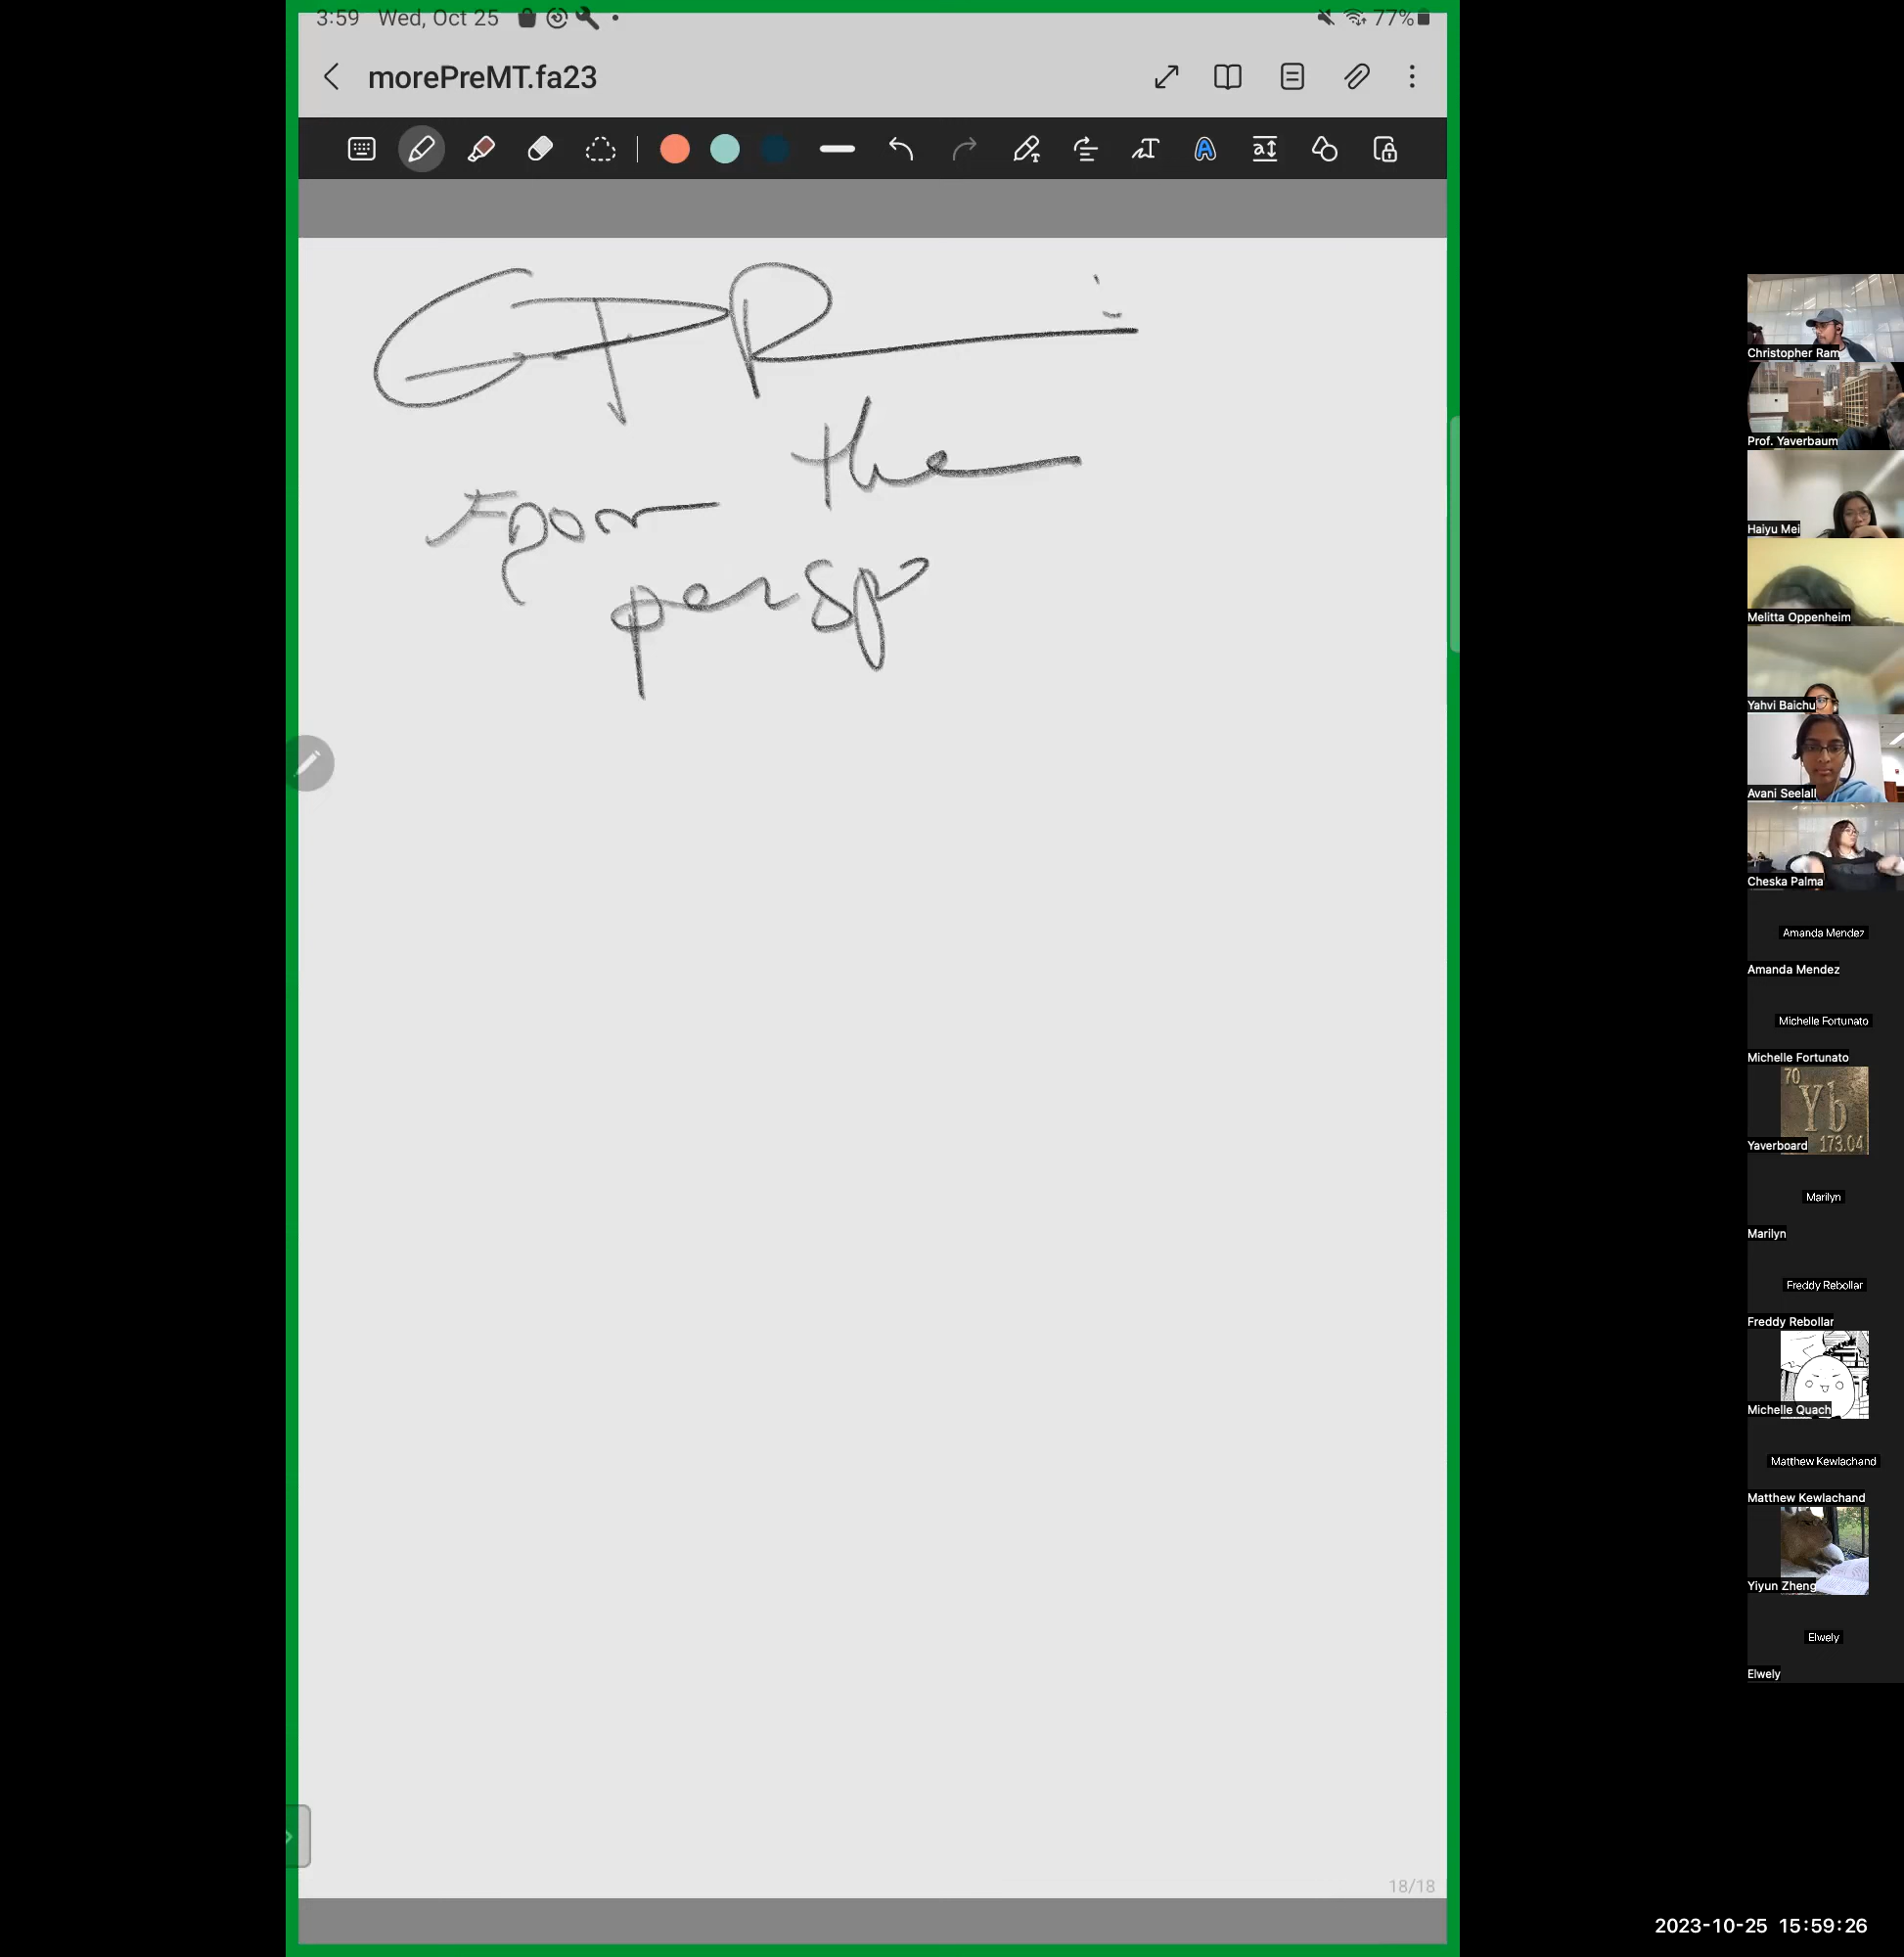 3:59 Wed, Oct 25
77%
morePreMT.fa23
GPR :
from the
persp
18/18
Christopher Ram
Prof. Yaverbaum
Haiyu Mei
Melitta Oppenheim
Yahvi Baichu
Avani Seelall
Cheska Palma
Amanda Mendez
Amanda Mendez
Michelle Fortunato
Michelle Fortunato
70
Yb
173.04
Yaverboard
Marilyn
Marilyn
Freddy Rebollar
Freddy Rebollar
Michelle Quach
Matthew Kewlachand
Matthew Kewlachand
Yiyun Zheng
Elwely
Elwely
2023-10-25 15:59:26